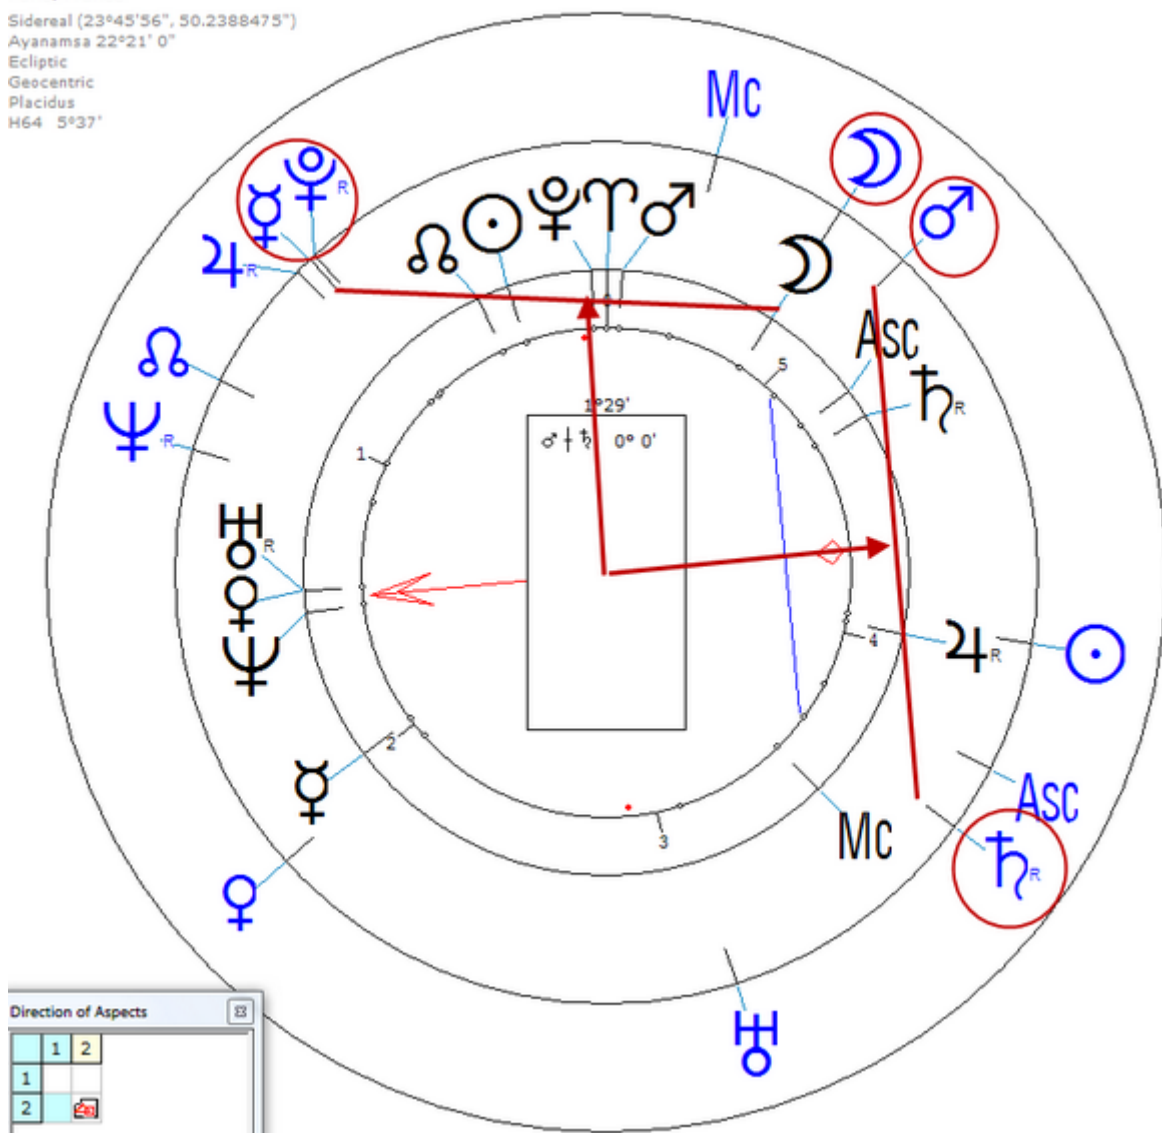 Sidereal (23°45'56", 50.2388475")
Ayanamsa 22°21' 0"
Ecliptic
Geocentric
Placidus
H64 5°37'
Mc
R
R
Asc
R
R
5
1°29'
♂ ┼ ♄ 0° 0'
1
R
4
R
2
3
Mc
Asc
R
Direction of Aspects
1 2
1
2